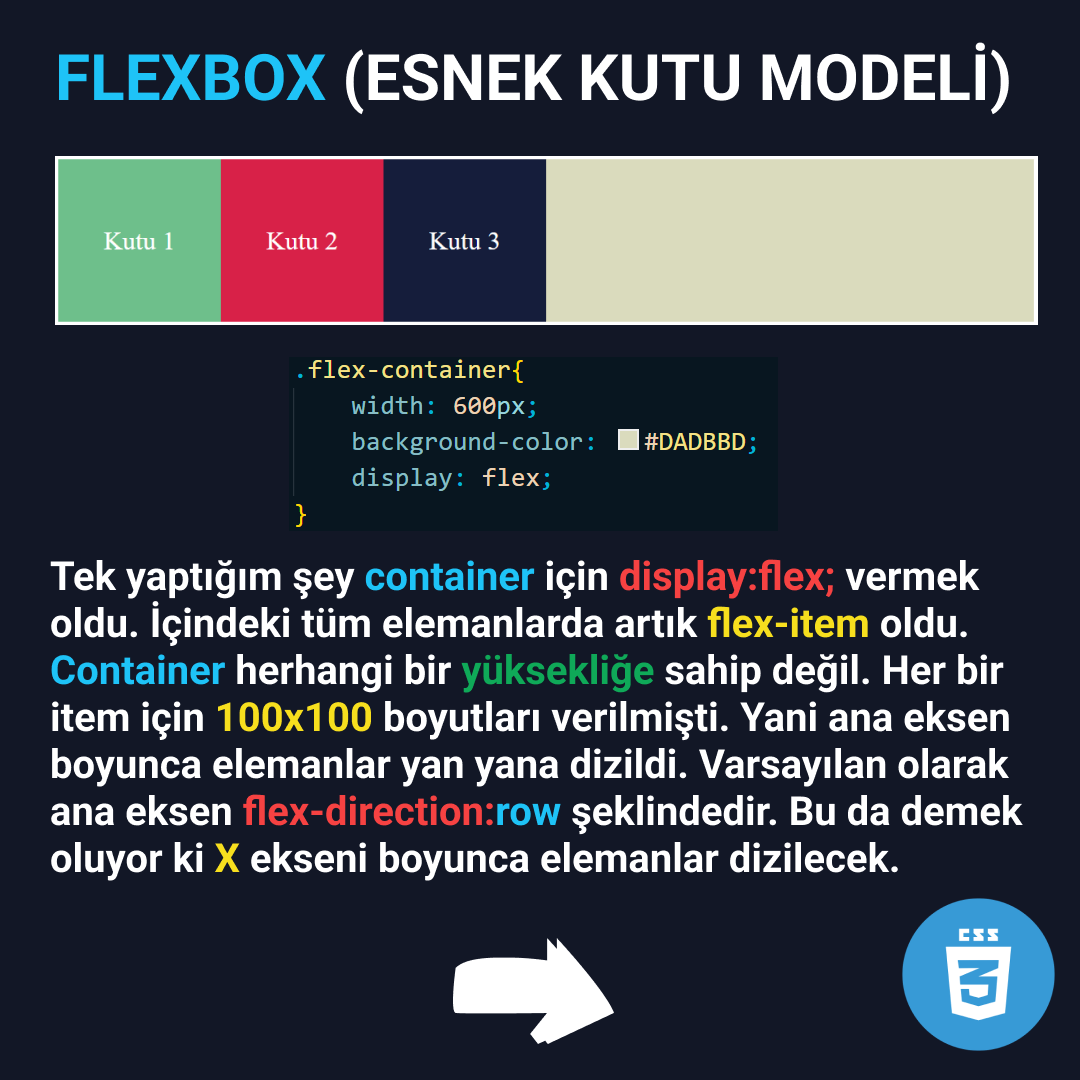 FLEXBOX (ESNEK KUTU MODELİ)
Kutu 1 Kutu 2 Kutu 3
.flex-container{
width: 600px;
background-color: #DADBBD;
display: flex;
}
Tek yaptığım şey container için display:flex; vermek
oldu. İçindeki tüm elemanlarda artık flex-item oldu.
Container herhangi bir yüksekliğe sahip değil. Her bir
item için 100x100 boyutları verilmişti. Yani ana eksen
boyunca elemanlar yan yana dizildi. Varsayılan olarak
ana eksen flex-direction:row şeklindedir. Bu da demek
oluyor ki X ekseni boyunca elemanlar dizilecek.
CSS
3